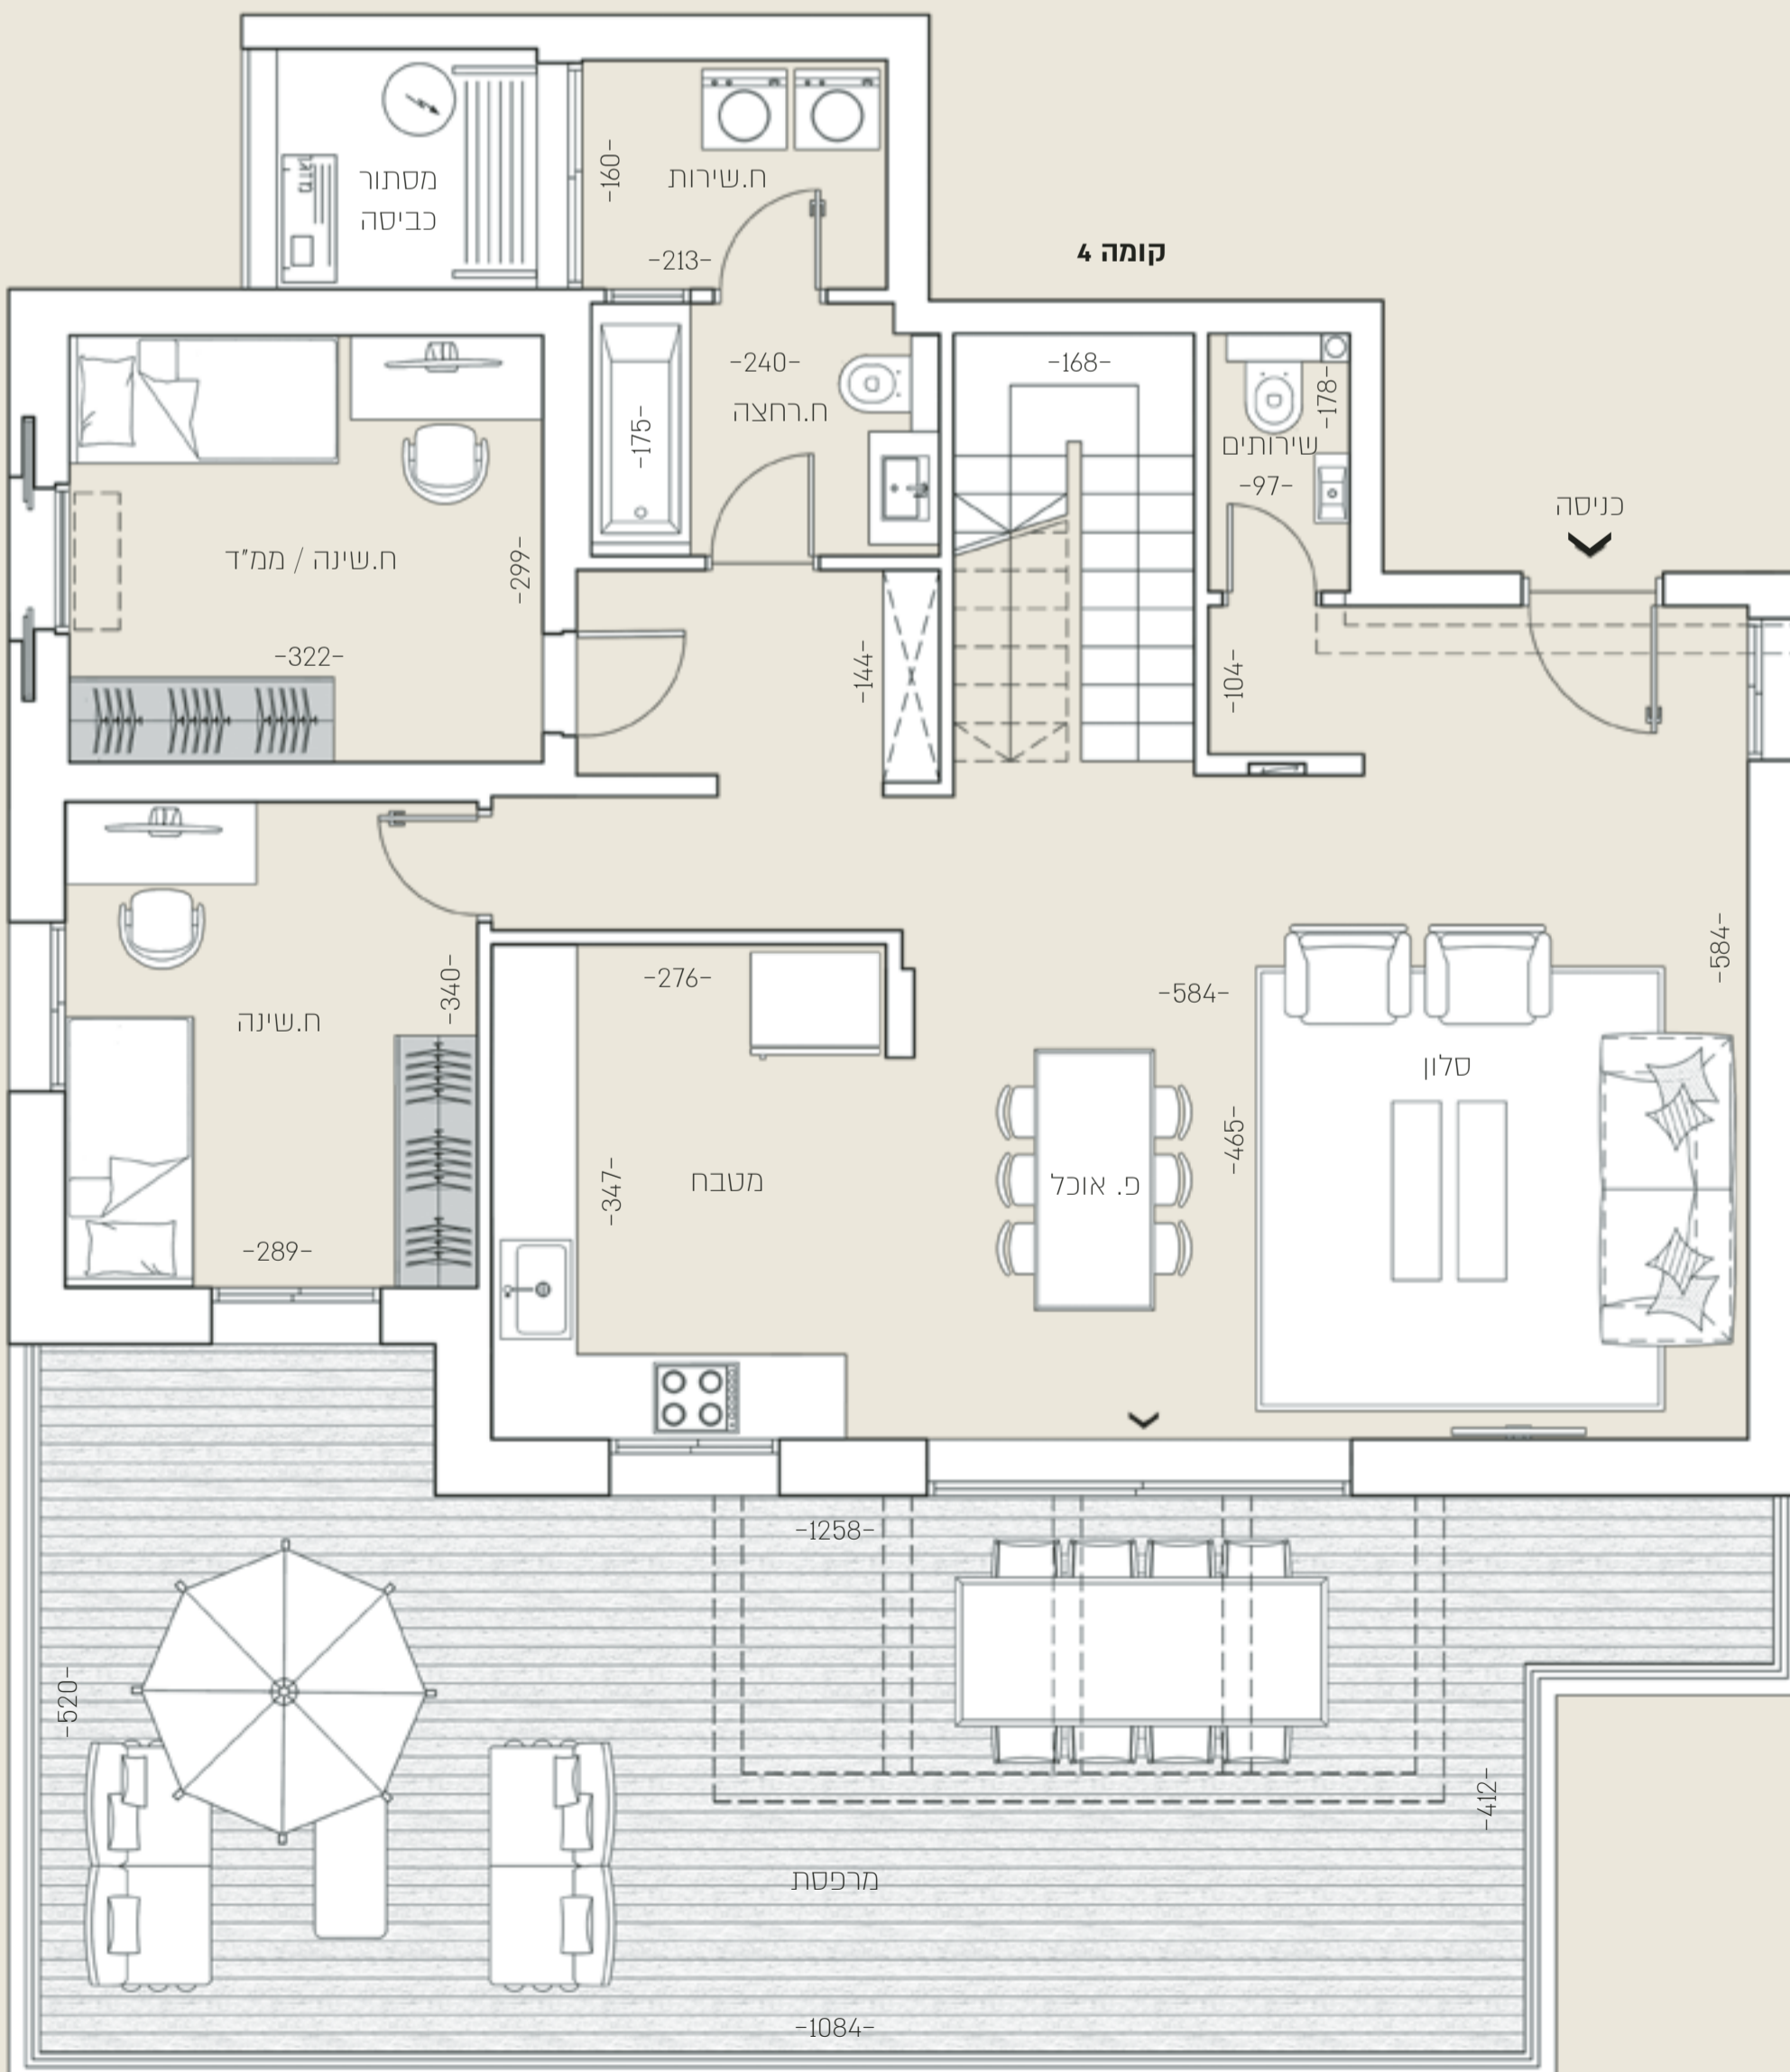 מסתור
כביסה
-160-
ח.שירות
-213-
קומה 4
-240-
ח.רחצה
-175-
-168-
-178-
שירותים
-97-
כניסה
ח.שינה / ממ"ד
-299-
-322-
-144-
-104-
-340-
ח.שינה
-289-
-276-
-347-
מטבח
-584-
-584-
סלון
-465-
פ. אוכל
-1258-
-520-
-412-
מרפסת
-1084-